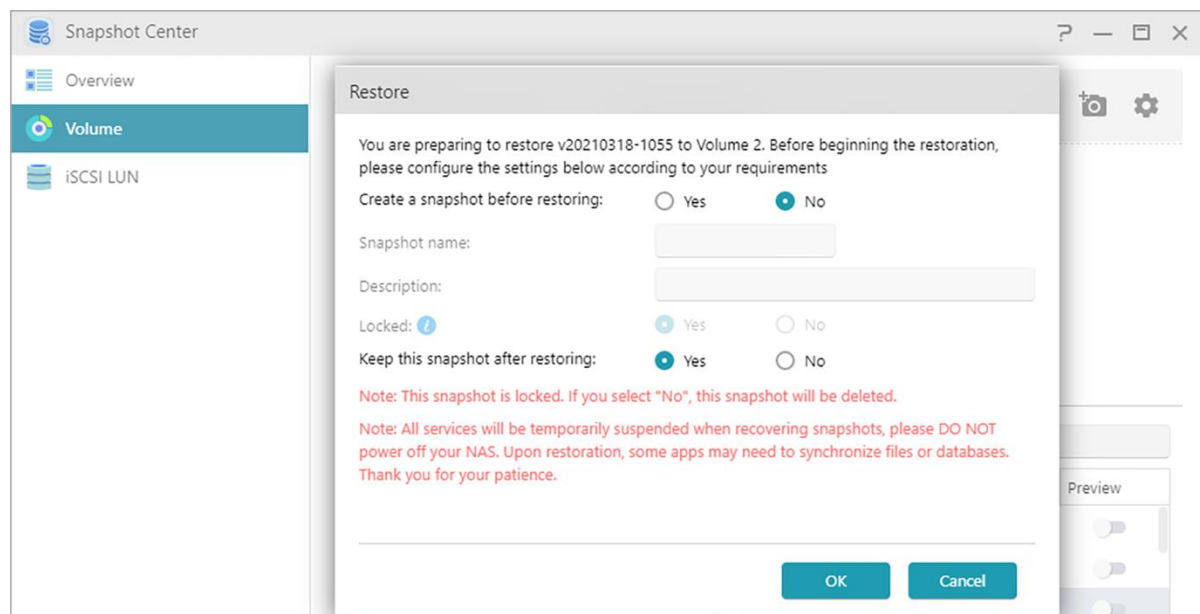 Snapshot Center
Overview
Volume
iSCSI LUN
Restore
You are preparing to restore v20210318-1055 to Volume 2. Before beginning the restoration,
please configure the settings below according to your requirements
Create a snapshot before restoring: Yes No
Snapshot name:
Description:
Locked: i Yes No
Keep this snapshot after restoring: Yes No
Note: This snapshot is locked. If you select "No", this snapshot will be deleted.
Note: All services will be temporarily suspended when recovering snapshots, please DO NOT
power off your NAS. Upon restoration, some apps may need to synchronize files or databases.
Thank you for your patience.
Preview
OK Cancel